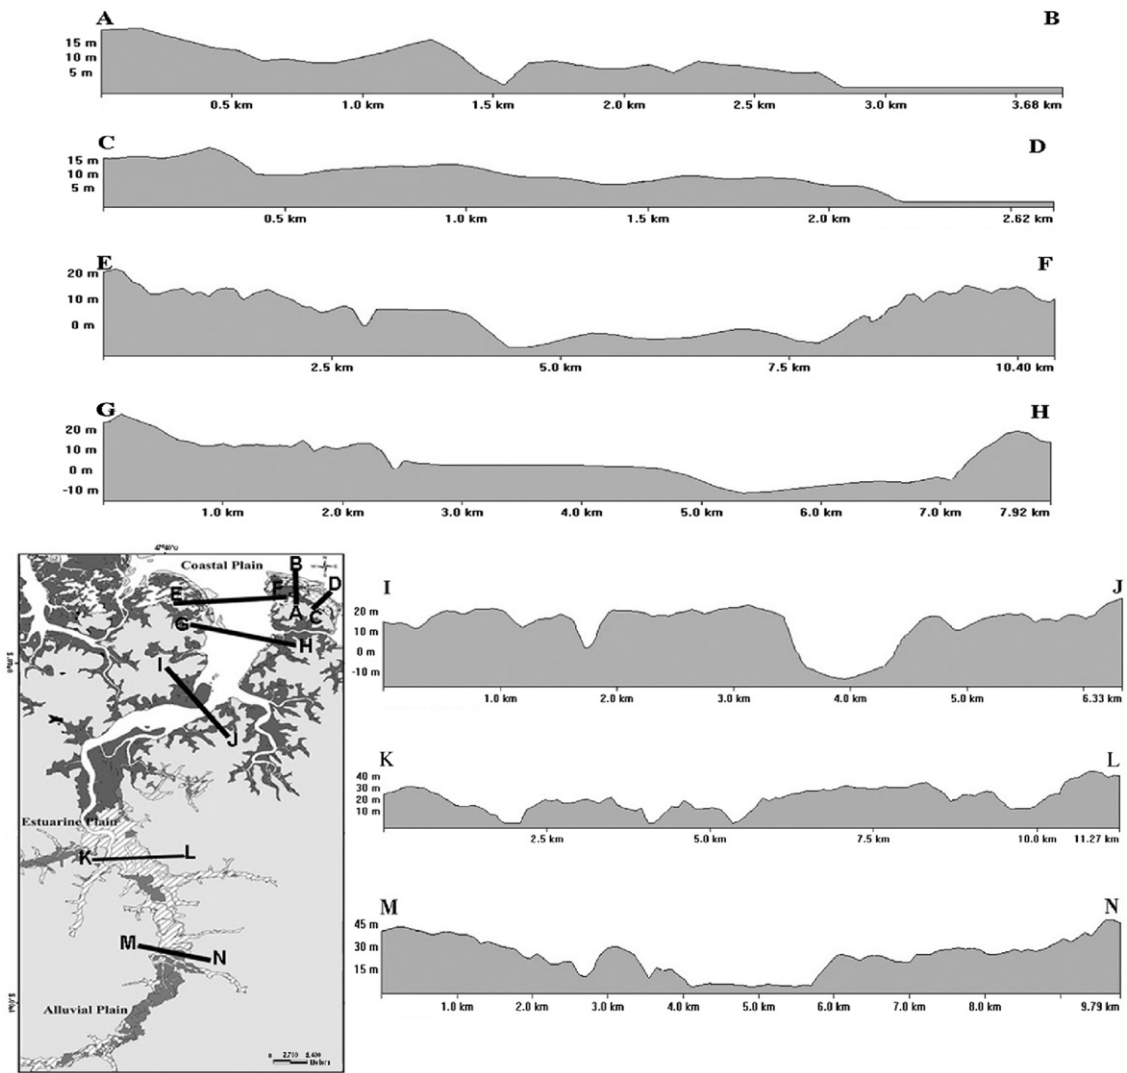 A B
15 m
10 m
5 m
0.5 km 1.0 km 1.5 km 2.0 km 2.5 km 3.0 km 3.68 km
C D
15 m
10 m
5 m
0.5 km 1.0 km 1.5 km 2.0 km 2.62 km
E F
20 m
10 m
0 m
2.5 km 5.0 km 7.5 km 10.40 km
G H
20 m
10 m
0 m
-10 m
1.0 km 2.0 km 3.0 km 4.0 km 5.0 km 6.0 km 7.0 km 7.92 km
Coastal Plain
B
D
E F
A C
G
H
I
J
Estuarine Plain
K L
M
N
Alluvial Plain
I J
20 m
10 m
0 m
-10 m
1.0 km 2.0 km 3.0 km 4.0 km 5.0 km 6.33 km
K L
40 m
30 m
20 m
10 m
2.5 km 5.0 km 7.5 km 10.0 km 11.27 km
M N
45 m
30 m
15 m
1.0 km 2.0 km 3.0 km 4.0 km 5.0 km 6.0 km 7.0 km 8.0 km 9.79 km